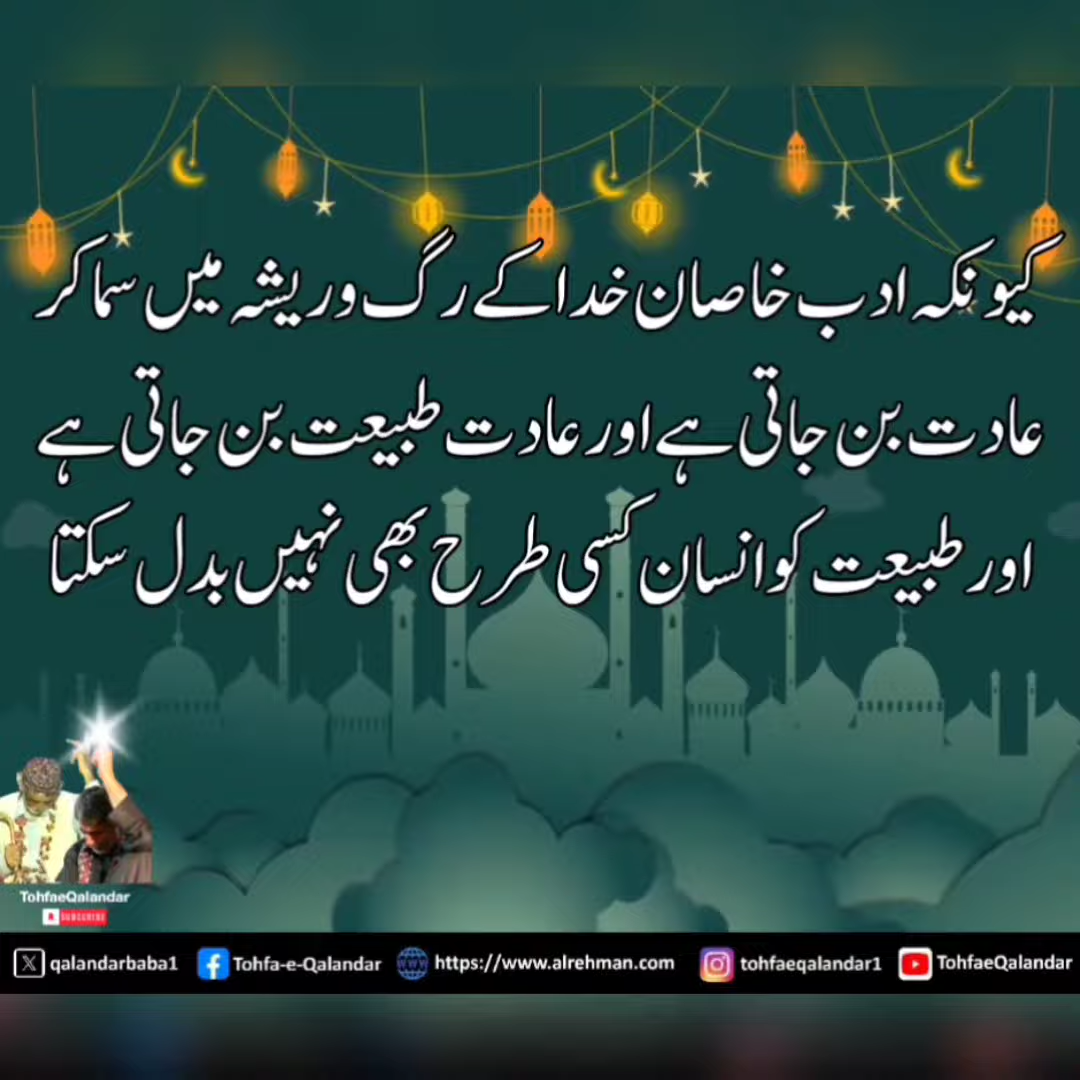 کیونکہ ادب خاصان خدا کے رگ و ریشہ میں سما کر
عادت بن جاتی ہے اور عادت طبیعت بن جاتی ہے
اور طبیعت کو انسان کسی طرح بھی نہیں بدل سکتا
TohfaeQalandar
SUBSCRIBE
qalandarbaba1 Tohfa-e-Qalandar https://www.alrehman.com tohfaeqalandar1 TohfaeQalandar